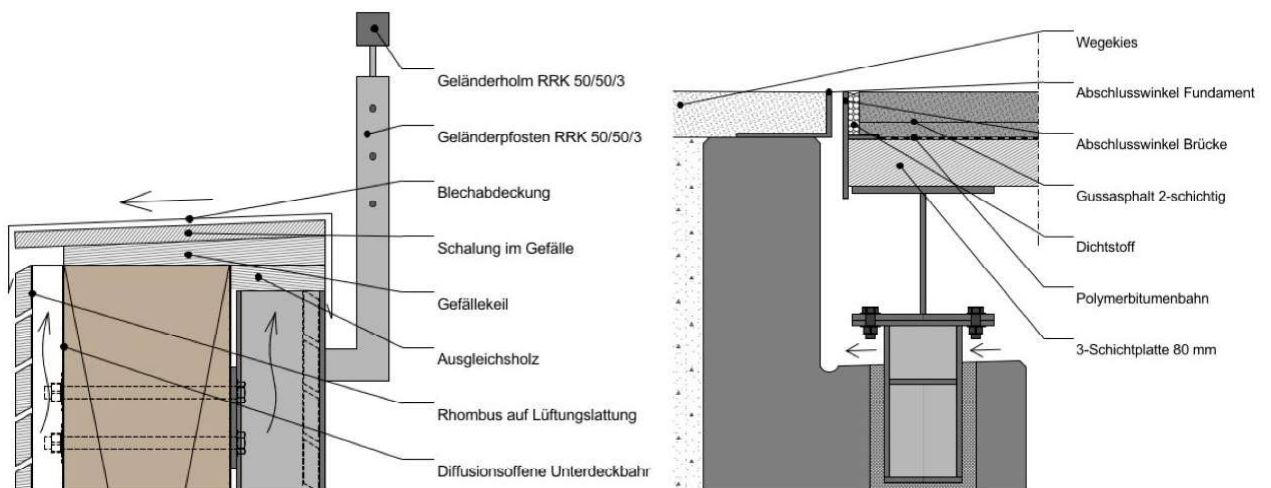 Geländerholm RRK 50/50/3
Geländerpfosten RRK 50/50/3
Blechabdeckung
Schalung im Gefälle
Gefällekeil
Ausgleichsholz
Rhombus auf Lüftungslattung
Diffusionsoffene Unterdeckbahn
Wegekies
Abschlusswinkel Fundament
Abschlusswinkel Brücke
Gussasphalt 2-schichtig
Dichtstoff
Polymerbitumenbahn
3-Schichtplatte 80 mm